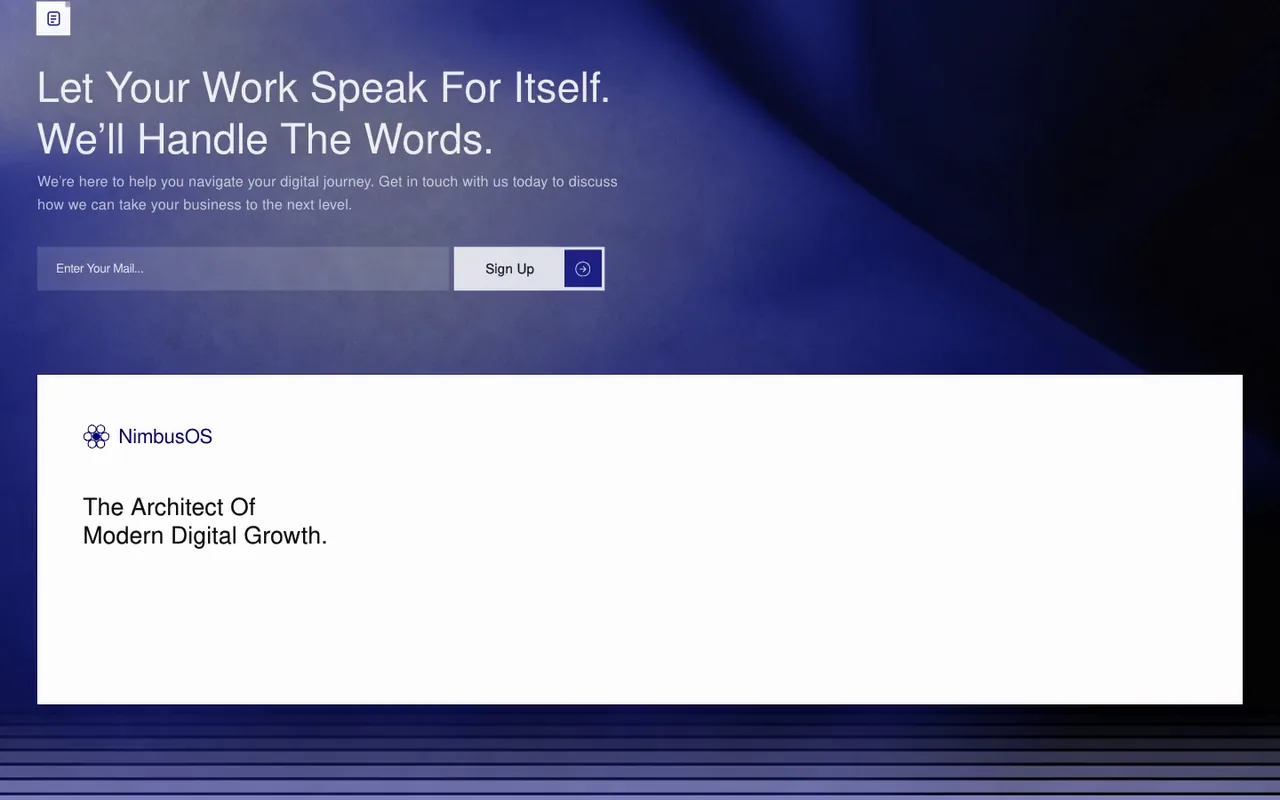 Let Your Work Speak For Itself.
We’ll Handle The Words.
We’re here to help you navigate your digital journey. Get in touch with us today to discuss
how we can take your business to the next level.
Enter Your Mail...
Sign Up
NimbusOS
The Architect Of
Modern Digital Growth.